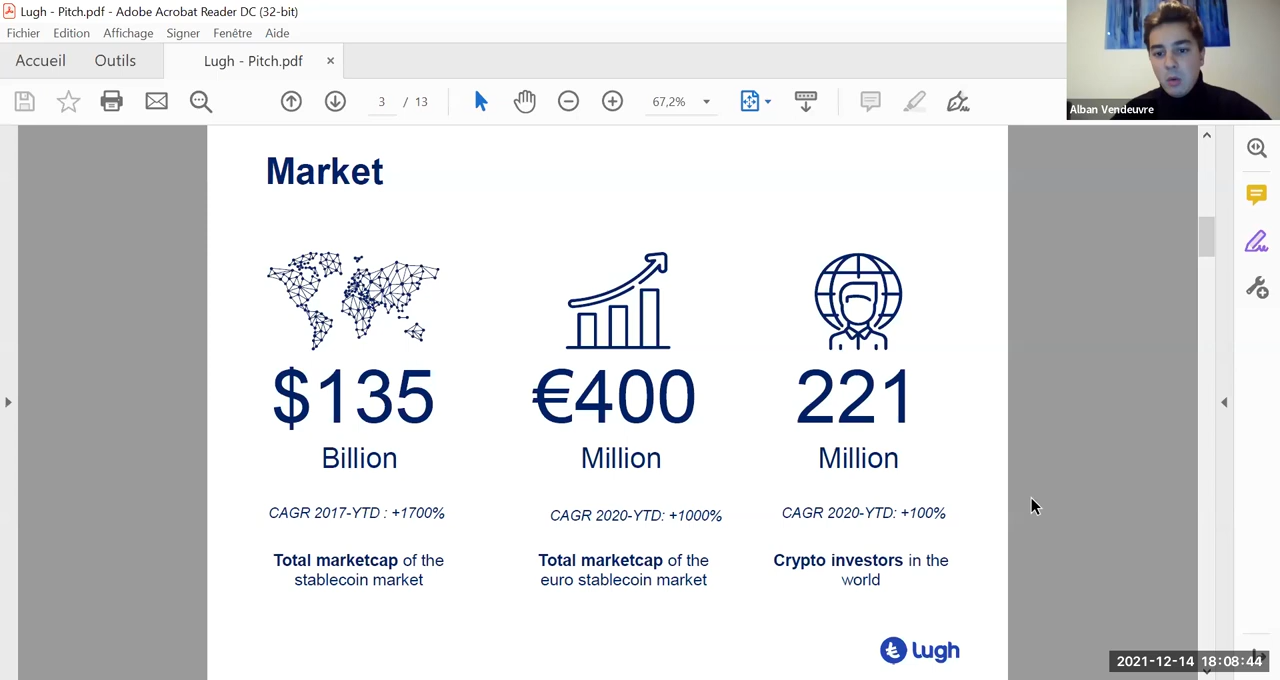 Lugh - Pitch.pdf - Adobe Acrobat Reader DC (32-bit)
Fichier Edition Affichage Signer Fenêtre Aide
Accueil Outils Lugh - Pitch.pdf ×
3 / 13 67,2%
Alban Vendeuvre
Market
$135
Billion
CAGR 2017-YTD : +1700%
Total marketcap of the
stablecoin market
€400
Million
CAGR 2020-YTD: +1000%
Total marketcap of the
euro stablecoin market
221
Million
CAGR 2020-YTD: +100%
Crypto investors in the
world
lugh
2021-12-14 18:08:44